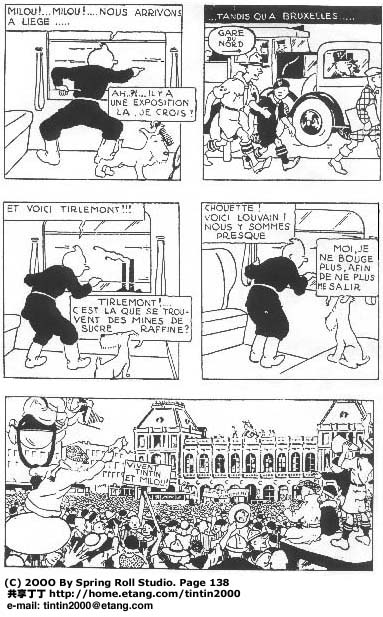 MILOU!...MILOU!....NOUS ARRIVONS
A LIEGE .....
AH..?!...IL Y A
UNE EXPOSITION
LA..JE CROIS?
...TANDIS QU'A BRUXELLES.....
GARE
DU
NORD
ET VOICI TIRLEMONT!!!
TIRLEMONT!...
C'EST LA QUE SE TROU-
VENT DES MINES DE
SUCRE RAFFINE?
CHOUETTE!
VOICI LOUVAIN!
NOUS Y SOMMES
PRESQUE
MOI, JE
NE BOUGE
PLUS, AFIN
DE NE PLUS
ME SALIR
VIVENT
TINTIN
ET MILOU!
(C) 2000 By Spring Roll Studio. Page 138
共享丁丁 http://home.etang.com/tintin2000
e-mail: tintin2000@etang.com